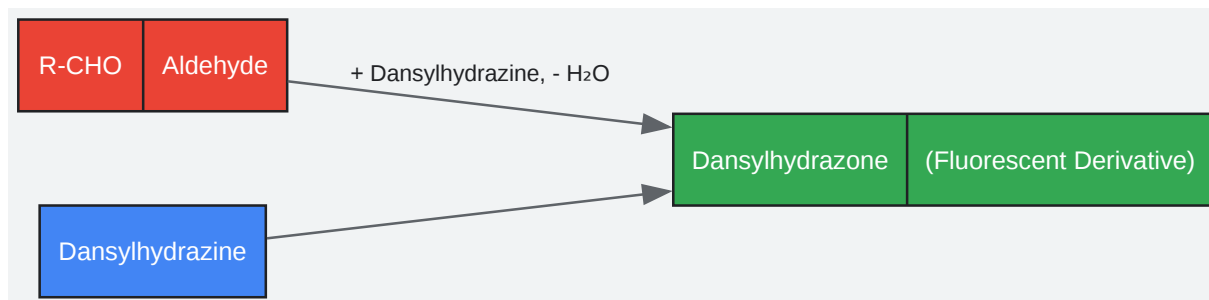 R-CHO
Aldehyde
+ Dansylhydrazine, - H₂O
Dansylhydrazone
(Fluorescent Derivative)
Dansylhydrazine